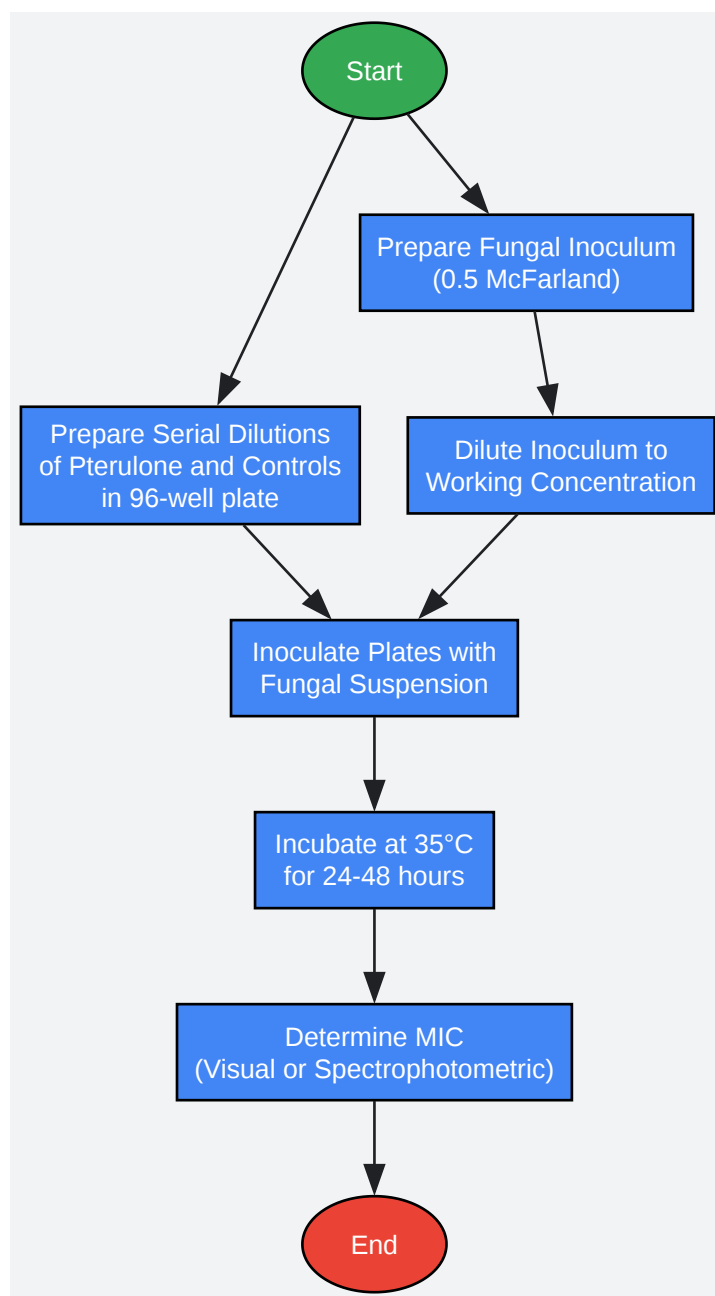 Start
Prepare Fungal Inoculum
(0.5 McFarland)
Prepare Serial Dilutions
of Pterulone and Controls
in 96-well plate
Dilute Inoculum to
Working Concentration
Inoculate Plates with
Fungal Suspension
Incubate at 35°C
for 24-48 hours
Determine MIC
(Visual or Spectrophotometric)
End